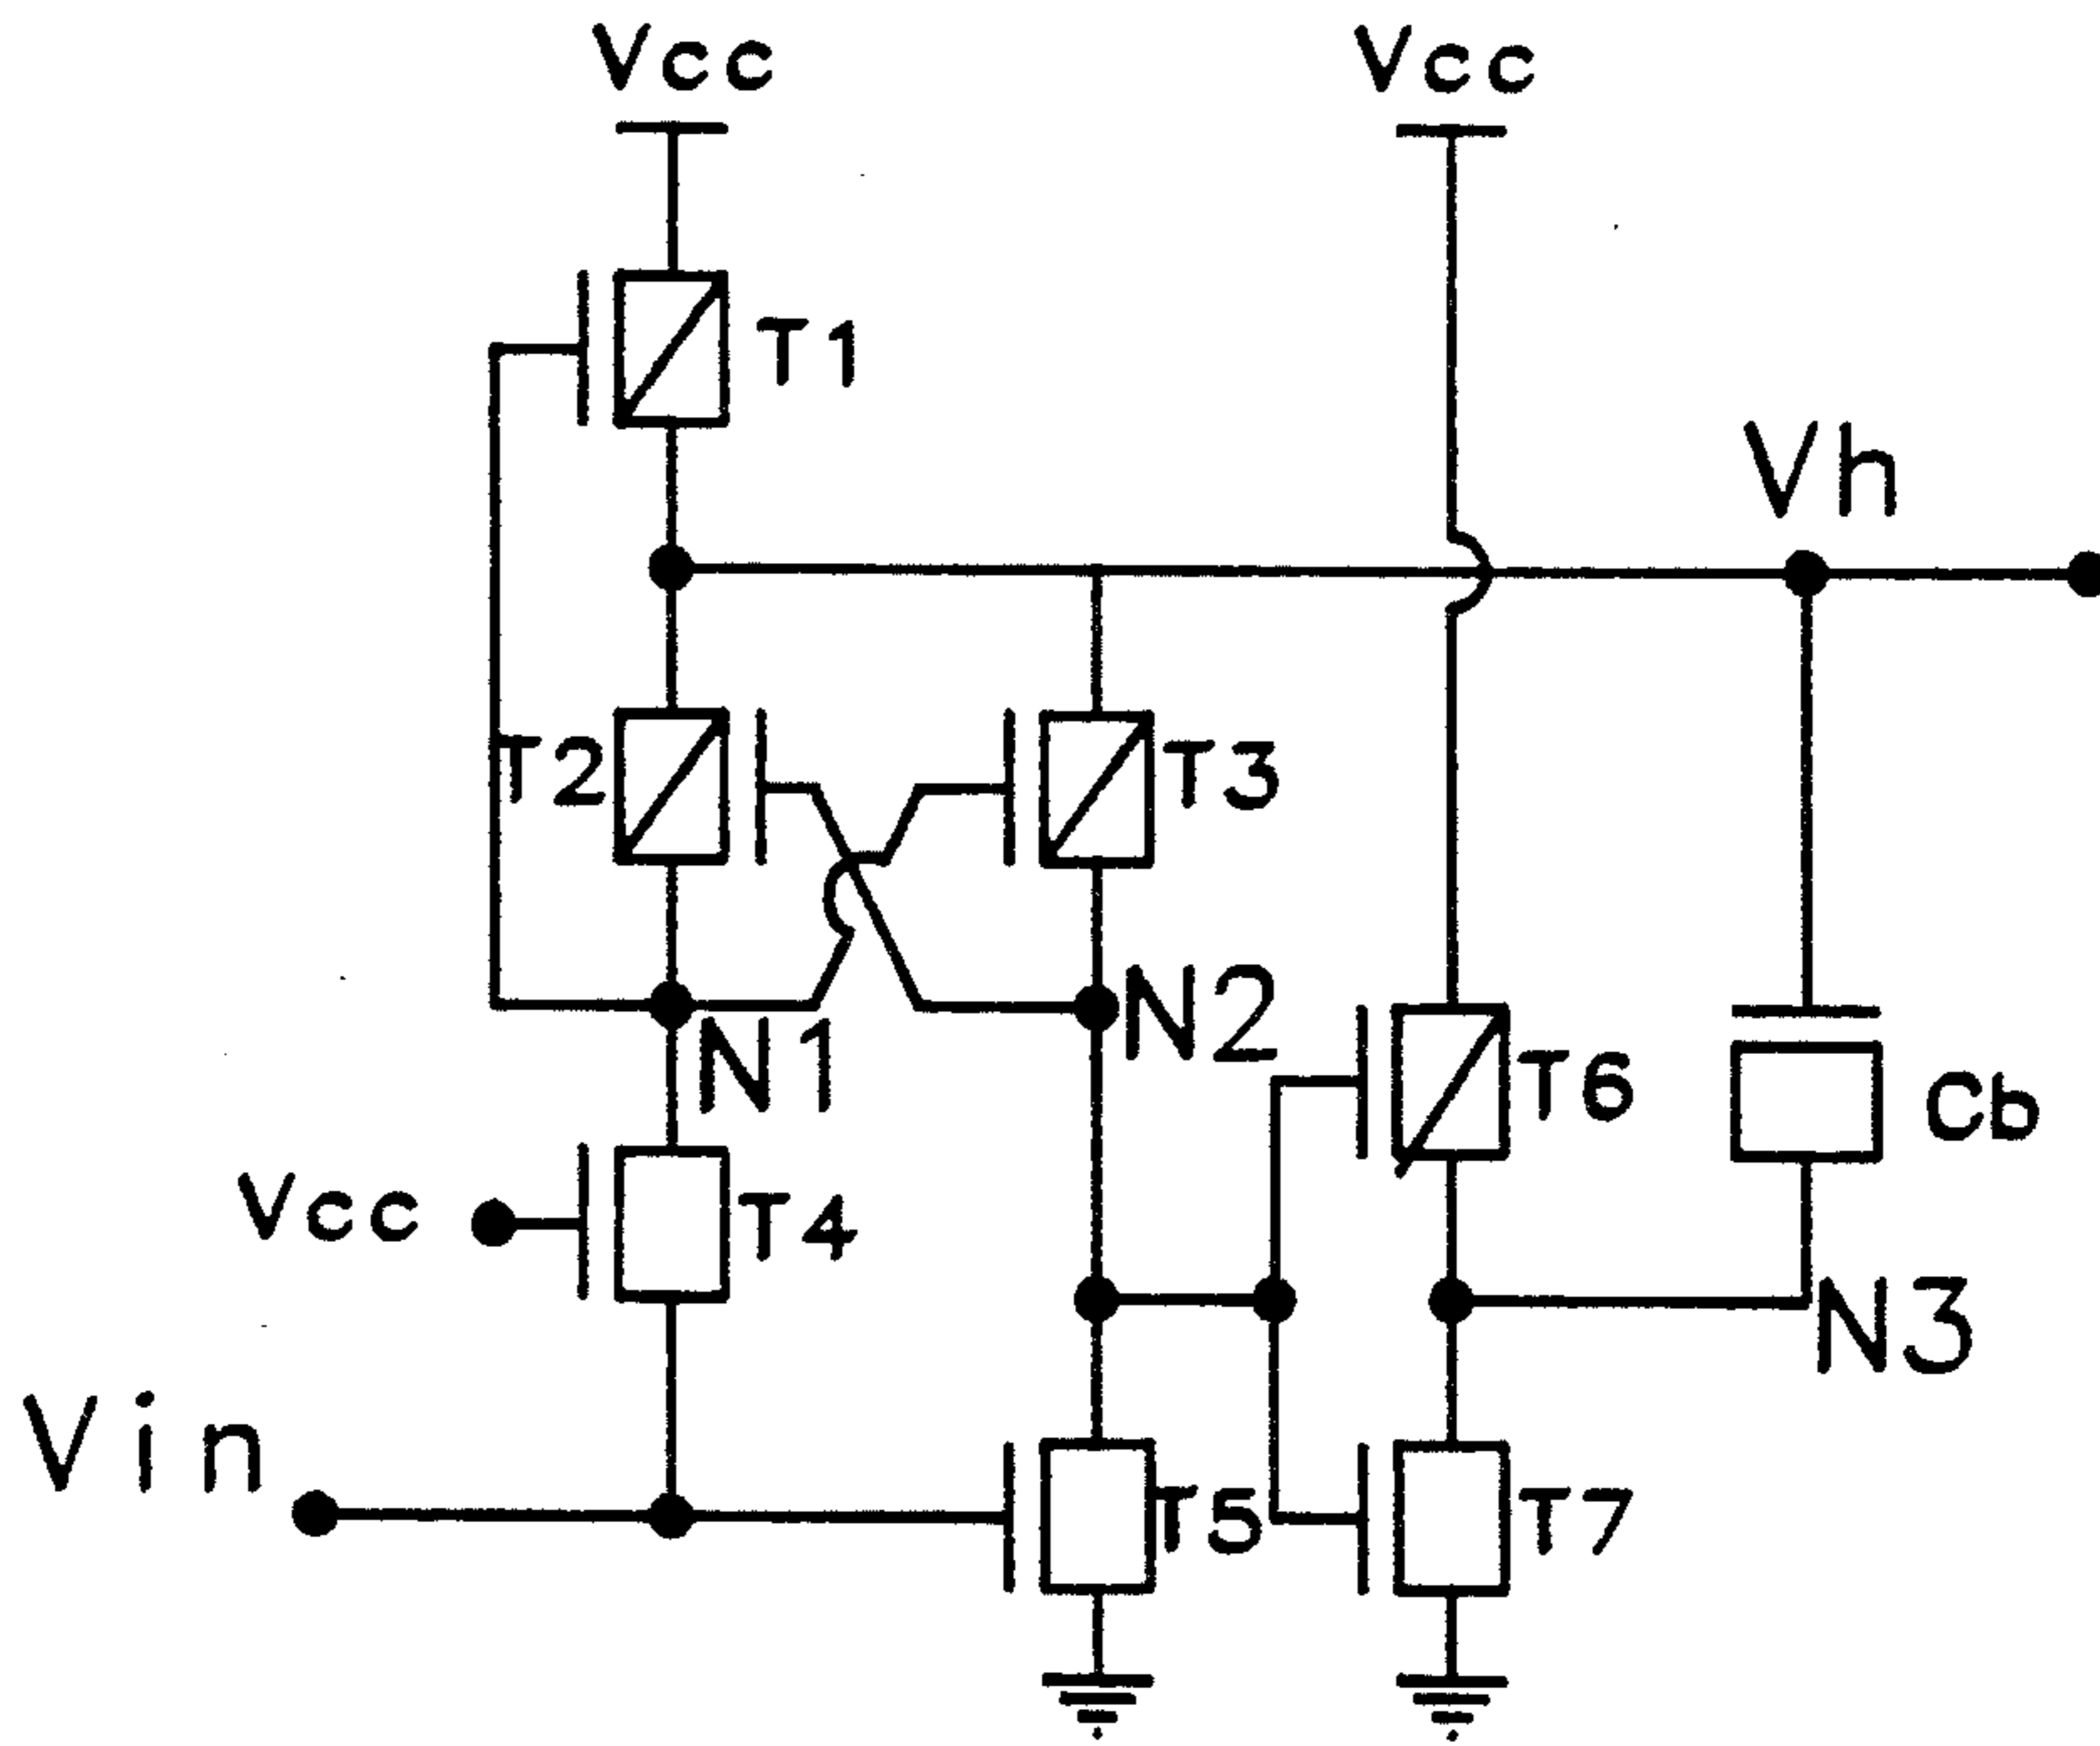 Vcc Vcc
T1
Vh
T2 T3
N1 N2
T6
Cb
Vcc T4
N3
Vin
T5 T7